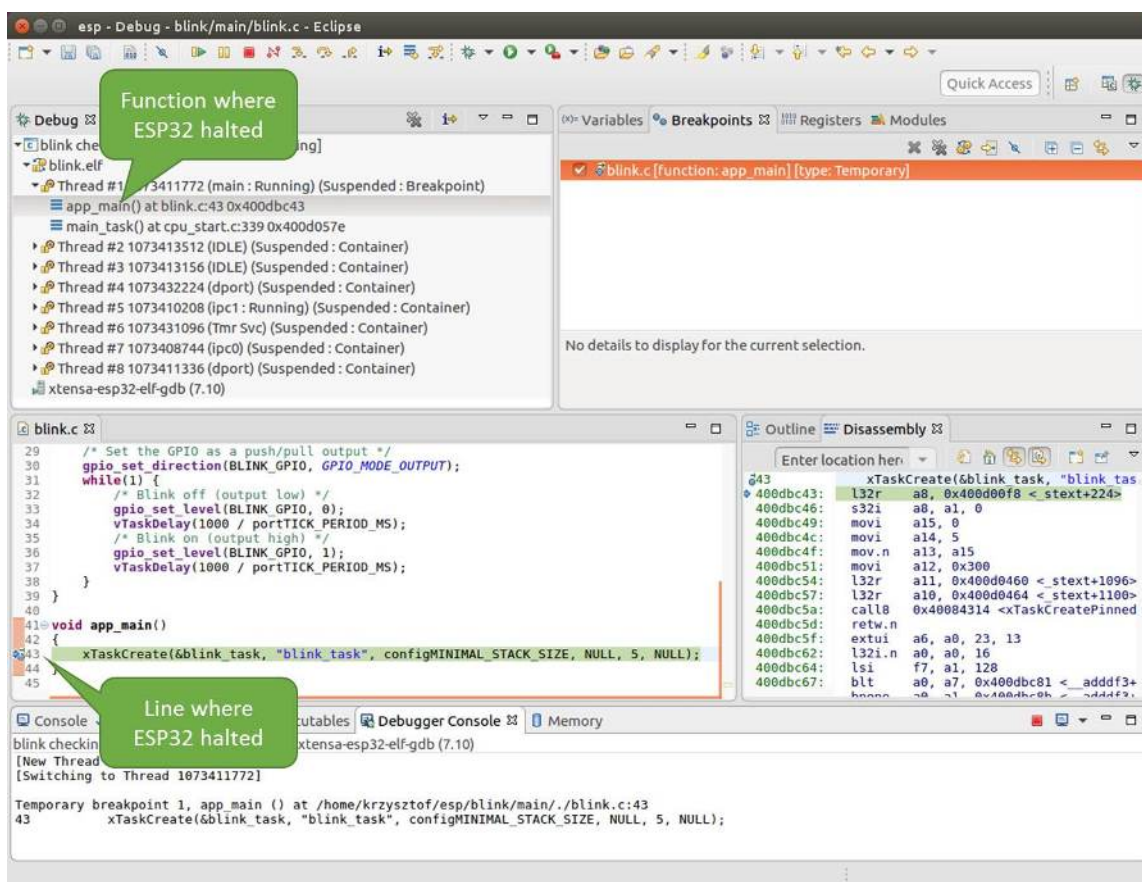 esp - Debug - blink/main/blink.c - Eclipse
Quick Access
Function where
ESP32 halted
Debug
blink che
ing]
blink.elf
Thread #1 1073411772 (main : Running) (Suspended : Breakpoint)
app_main() at blink.c:43 0x400dbc43
main_task() at cpu_start.c:339 0x400d057e
Thread #2 1073413512 (IDLE) (Suspended : Container)
Thread #3 1073413156 (IDLE) (Suspended : Container)
Thread #4 1073432224 (dport) (Suspended : Container)
Thread #5 1073410208 (ipc1 : Running) (Suspended : Container)
Thread #6 1073431096 (Tmr Svc) (Suspended : Container)
Thread #7 1073408744 (ipc0) (Suspended : Container)
Thread #8 1073411336 (dport) (Suspended : Container)
xtensa-esp32-elf-gdb (7.10)
(x)= Variables Breakpoints Registers Modules
blink.c [function: app_main] [type: Temporary]
No details to display for the current selection.
blink.c
29 /* Set the GPIO as a push/pull output */
30 gpio_set_direction(BLINK_GPIO, GPIO_MODE_OUTPUT);
31 while(1) {
32 /* Blink off (output low) */
33 gpio_set_level(BLINK_GPIO, 0);
34 vTaskDelay(1000 / portTICK_PERIOD_MS);
35 /* Blink on (output high) */
36 gpio_set_level(BLINK_GPIO, 1);
37 vTaskDelay(1000 / portTICK_PERIOD_MS);
38 }
39 }
40
41 void app_main()
42 {
43 xTaskCreate(&blink_task, "blink_task", configMINIMAL_STACK_SIZE, NULL, 5, NULL);
44
45
Line where
ESP32 halted
Outline Disassembly
Enter location her
43 xTaskCreate(&blink_task, "blink_tas
400dbc43: l32r a8, 0x400d00f8 <_stext+224>
400dbc46: s32i a8, a1, 0
400dbc49: movi a15, 0
400dbc4c: movi a14, 5
400dbc4f: mov.n a13, a15
400dbc51: movi a12, 0x300
400dbc54: l32r a11, 0x400d0460 <_stext+1096>
400dbc57: l32r a10, 0x400d0464 <_stext+1100>
400dbc5a: call8 0x40084314 <xTaskCreatePinned
400dbc5d: retw.n
400dbc5f: extui a6, a0, 23, 13
400dbc62: l32i.n a0, a0, 16
400dbc64: lsi f7, a1, 128
400dbc67: blt a0, a7, 0x400dbc81 <__adddf3+
Console
cutables Debugger Console Memory
blink checkin
xtensa-esp32-elf-gdb (7.10)
[New Thread
[Switching to Thread 1073411772]
Temporary breakpoint 1, app_main () at /home/krzysztof/esp/blink/main/./blink.c:43
43 xTaskCreate(&blink_task, "blink_task", configMINIMAL_STACK_SIZE, NULL, 5, NULL);